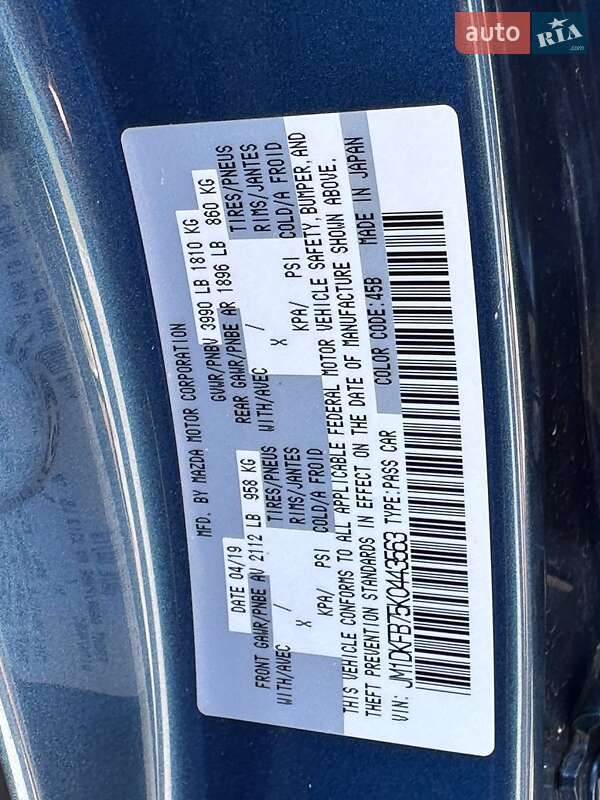 auto RIA.com
MFD. BY MAZDA MOTOR CORPORATION
DATE 04/19 GVWR/PNBV 3990 LB 1810 KG
FRONT GAWR/PNBE AV 2112 LB 958 KG REAR GAWR/PNBE AR 1896 LB 860 KG
WITH/AVEC / TIRES/PNEUS WITH/AVEC / TIRES/PNEUS
X RIMS/JANTES X RIMS/JANTES
KPA/ PSI COLD/A FROID KPA/ PSI COLD/A FROID
THIS VEHICLE CONFORMS TO ALL APPLICABLE FEDERAL MOTOR VEHICLE SAFETY, BUMPER, AND
THEFT PREVENTION STANDARDS IN EFFECT ON THE DATE OF MANUFACTURE SHOWN ABOVE.
VIN: JM1DKFB75K0443563 TYPE:PASS CAR COLOR CODE:45B MADE IN JAPAN